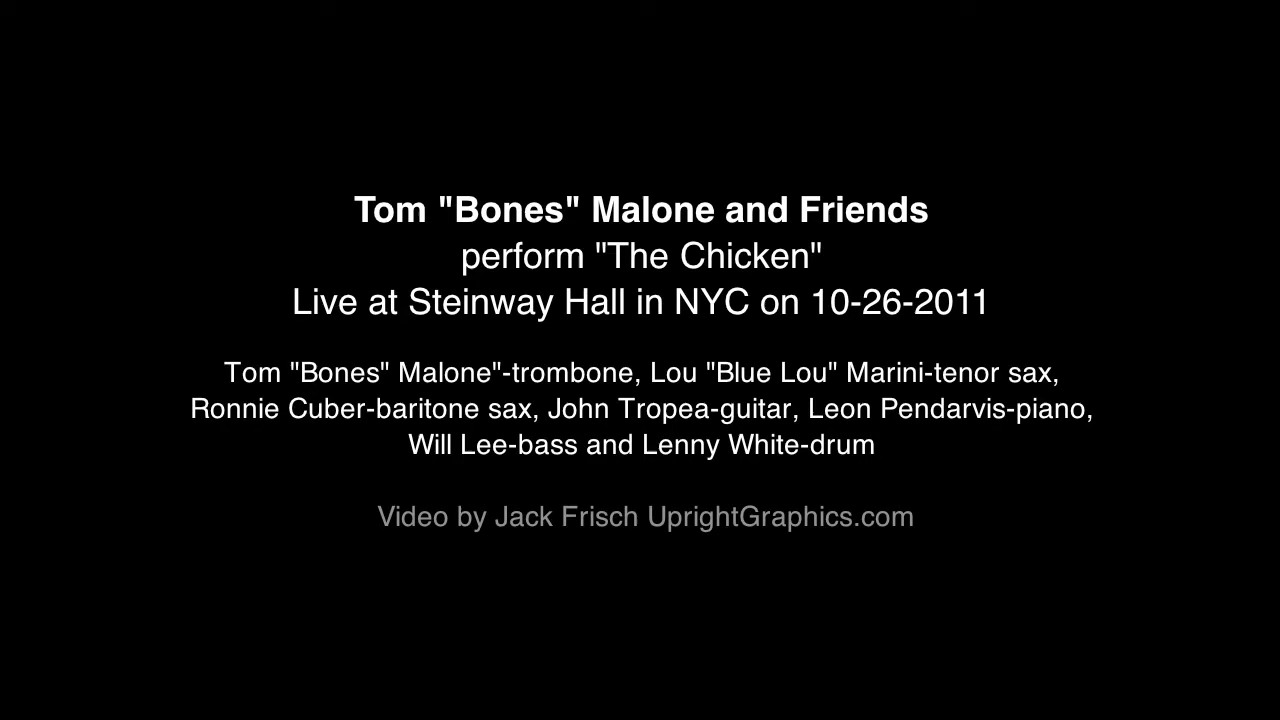 Tom "Bones" Malone and Friends
perform "The Chicken"
Live at Steinway Hall in NYC on 10-26-2011
Tom "Bones" Malone"-trombone, Lou "Blue Lou" Marini-tenor sax,
Ronnie Cuber-baritone sax, John Tropea-guitar, Leon Pendarvis-piano,
Will Lee-bass and Lenny White-drum
Video by Jack Frisch UprightGraphics.com